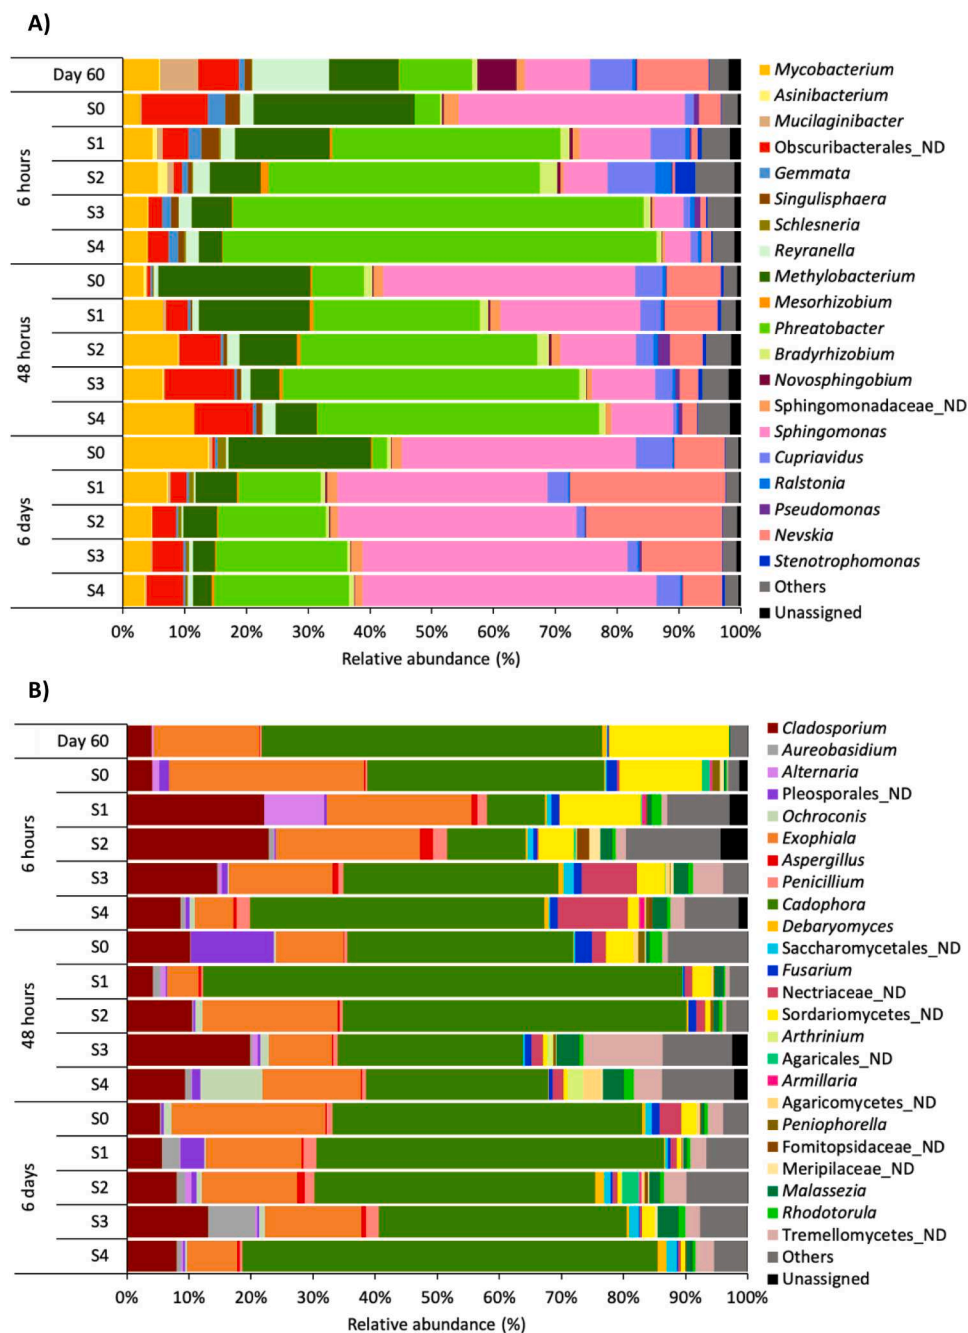 A)
Day 60
6 hours
S0
S1
S2
S3
S4
48 horus
S0
S1
S2
S3
S4
6 days
S0
S1
S2
S3
S4
0% 10% 20% 30% 40% 50% 60% 70% 80% 90% 100%
Relative abundance (%)
Mycobacterium
Asinibacterium
Mucilaginibacter
Obscuribacterales_ND
Gemmata
Singulisphaera
Schlesneria
Reyranella
Methylobacterium
Mesorhizobium
Phreatobacter
Bradyrhizobium
Novosphingobium
Sphingomonadaceae_ND
Sphingomonas
Cupriavidus
Ralstonia
Pseudomonas
Nevskia
Stenotrophomonas
Others
Unassigned
B)
Day 60
6 hours
S0
S1
S2
S3
S4
48 hours
S0
S1
S2
S3
S4
6 days
S0
S1
S2
S3
S4
0% 10% 20% 30% 40% 50% 60% 70% 80% 90% 100%
Relative abundance (%)
Cladosporium
Aureobasidium
Alternaria
Pleosporales_ND
Ochroconis
Exophiala
Aspergillus
Penicillium
Cadophora
Debaryomyces
Saccharomycetales_ND
Fusarium
Nectriaceae_ND
Sordariomycetes_ND
Arthrinium
Agaricales_ND
Armillaria
Agaricomycetes_ND
Peniophorella
Fomitopsidaceae_ND
Meripilaceae_ND
Malassezia
Rhodotorula
Tremellomycetes_ND
Others
Unassigned